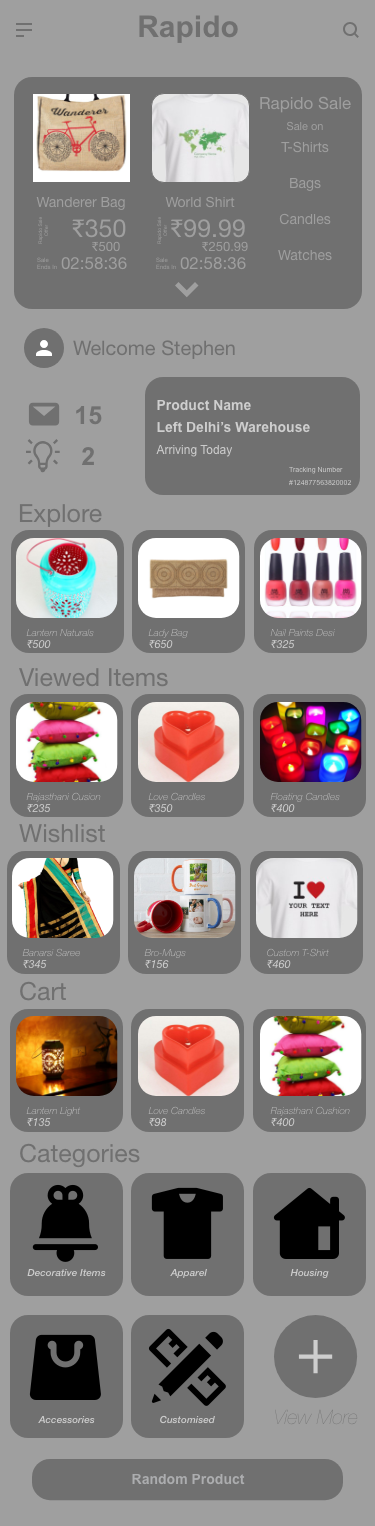 Rapido
Wanderer
Rapido Sale
Sale on
T-Shirts
Bags
Candles
Watches
Wanderer Bag
Rapido Sale
Offer
₹350
₹500
Sale
Ends In 02:58:36
World Shirt
Rapido Sale
Offer
₹99.99
₹250.99
Sale
Ends In 02:58:36
Welcome Stephen
15
2
Product Name
Left Delhi's Warehouse
Arriving Today
Tracking Number
#124877563820002
Explore
Lantern Naturals
₹500
Lady Bag
₹650
Nail Paints Desi
₹325
Viewed Items
Rajasthani Cusion
₹235
Love Candles
₹350
Floating Candles
₹400
Wishlist
Banarsi Saree
₹345
Bro-Mugs
₹156
I
YOUR TEXT
HERE
Custom T-Shirt
₹460
Cart
Lantern Light
₹135
Love Candles
₹98
Rajasthani Cushion
₹400
Categories
Decorative Items
Apparel
Housing
Accessories
Customised
View More
Random Product